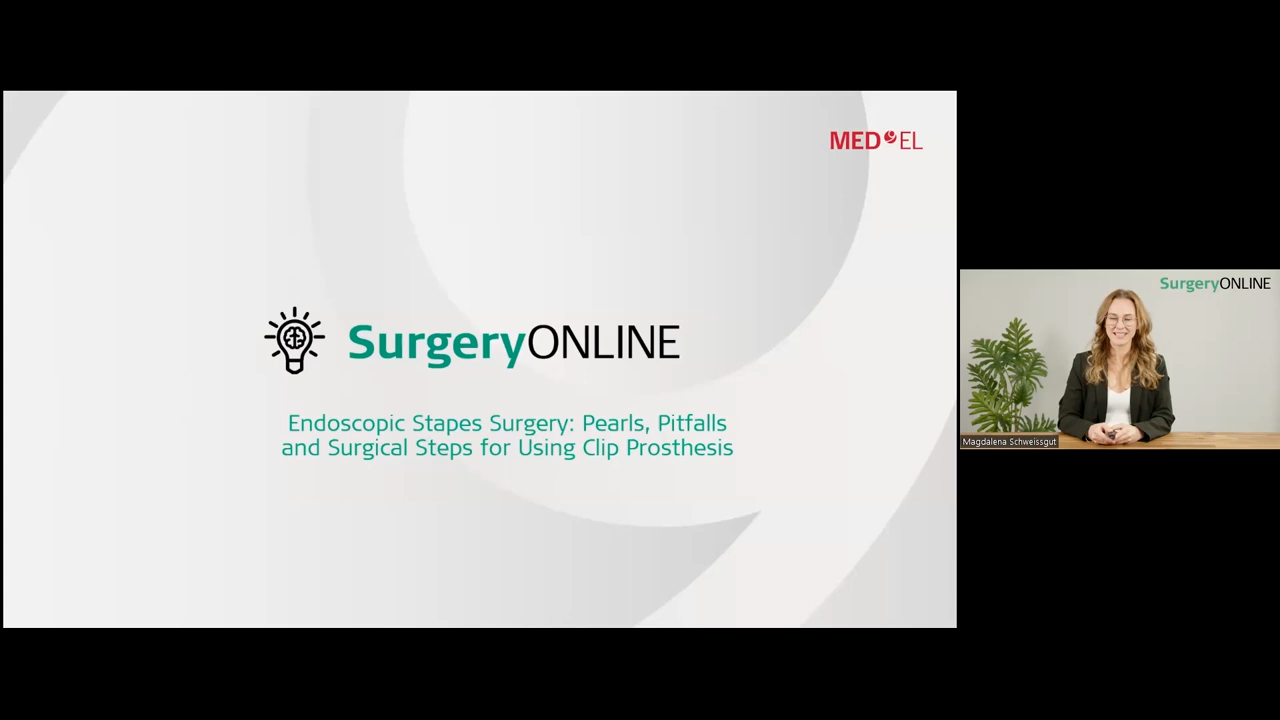 MED EL
SurgeryONLINE
Endoscopic Stapes Surgery: Pearls, Pitfalls
and Surgical Steps for Using Clip Prosthesis
SurgeryONLINE
Magdalena Schweissgut